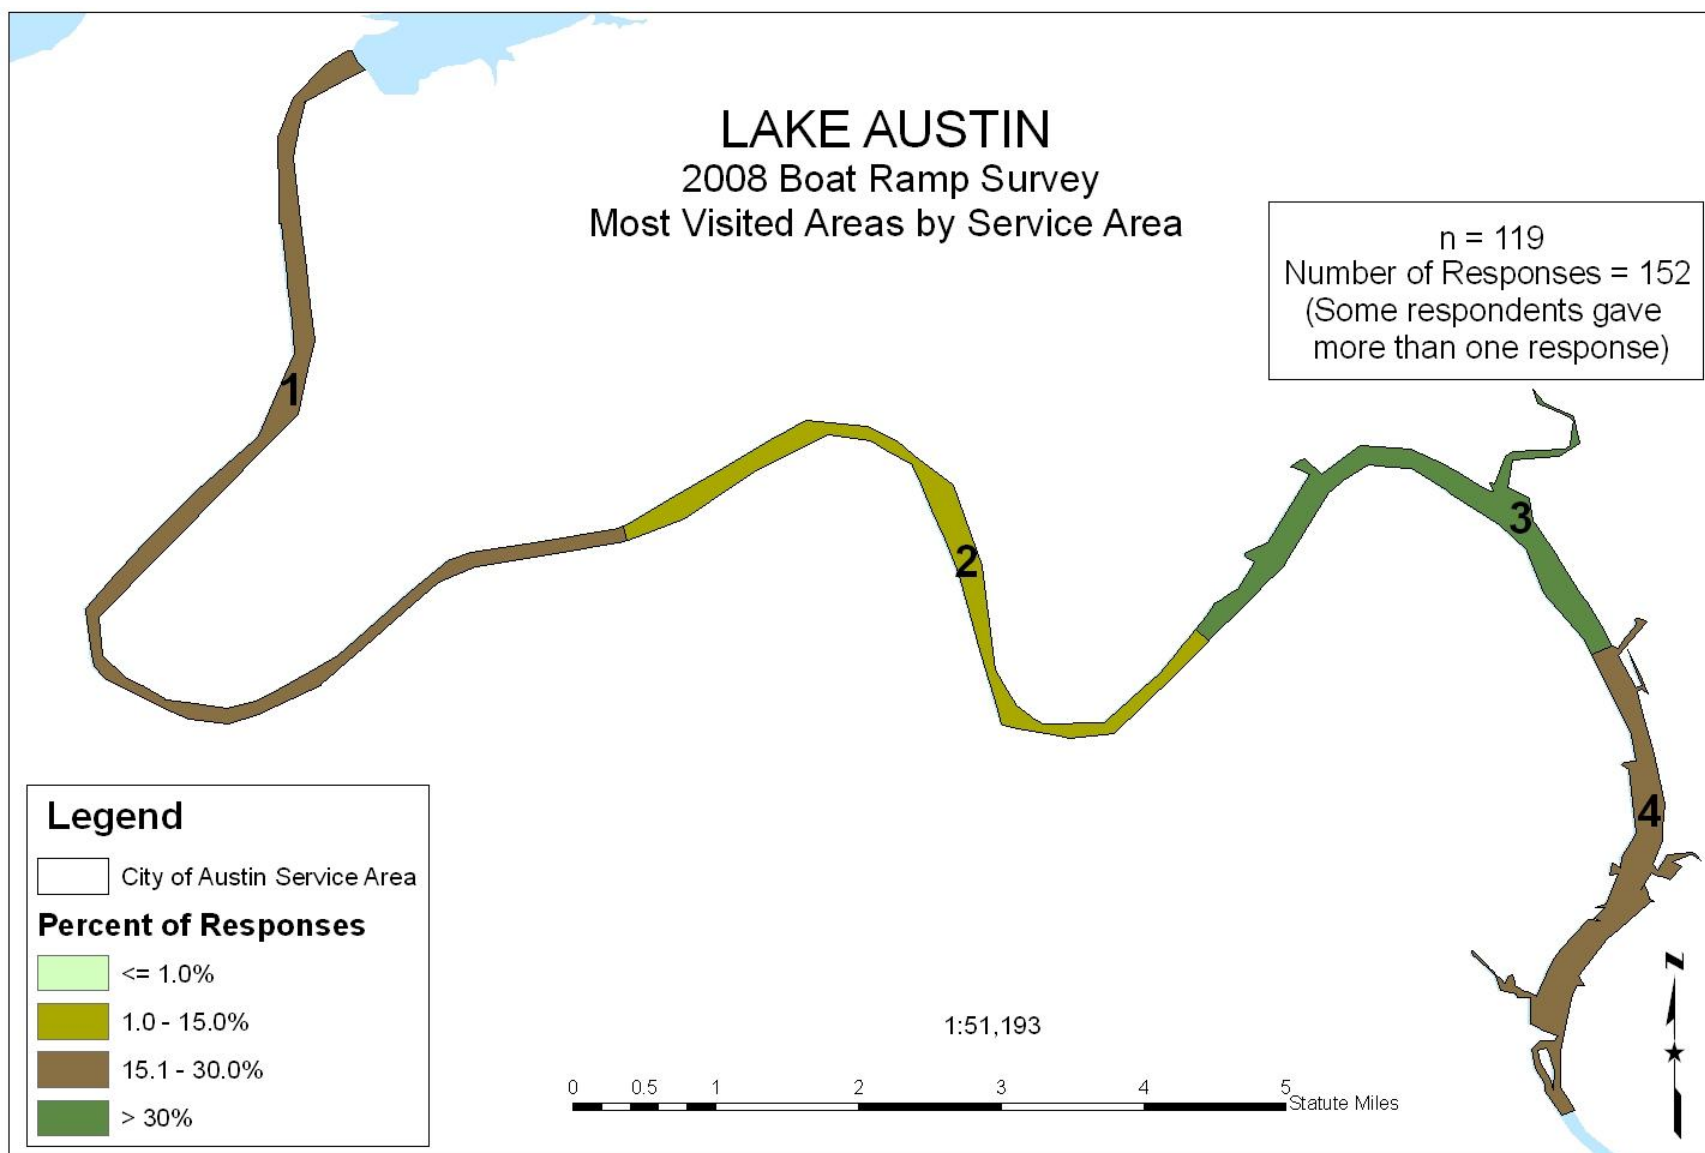 LAKE AUSTIN
2008 Boat Ramp Survey
Most Visited Areas by Service Area
n = 119
Number of Responses = 152
(Some respondents gave
more than one response)
1
2
3
4
Legend
City of Austin Service Area
Percent of Responses
<= 1.0%
1.0 - 15.0%
15.1 - 30.0%
> 30%
1:51,193
0 0.5 1 2 3 4 5
Statute Miles
N